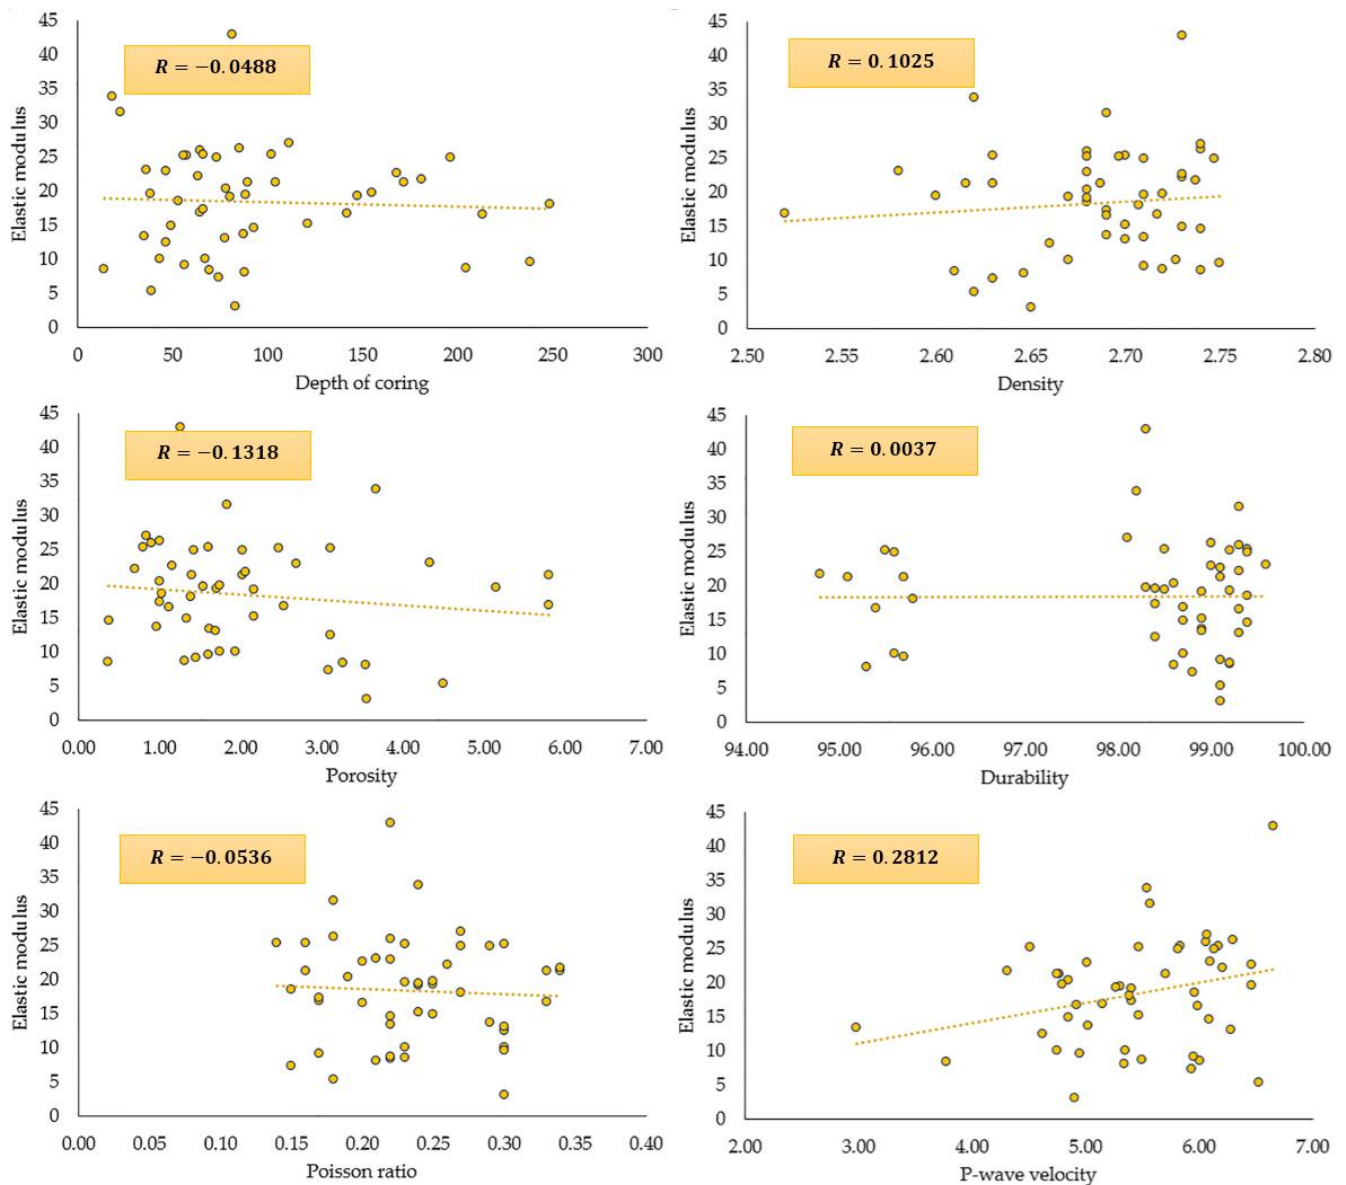 45
40
35
30
25
20
15
10
5
0
Elastic modulus
R = −0.0488
0 50 100 150 200 250 300
Depth of coring
45
40
35
30
25
20
15
10
5
0
Elastic modulus
R = 0.1025
2.50 2.55 2.60 2.65 2.70 2.75 2.80
Density
45
40
35
30
25
20
15
10
5
0
Elastic modulus
R = −0.1318
0.00 1.00 2.00 3.00 4.00 5.00 6.00 7.00
Porosity
45
40
35
30
25
20
15
10
5
0
Elastic modulus
R = 0.0037
94.00 95.00 96.00 97.00 98.00 99.00 100.00
Durability
45
40
35
30
25
20
15
10
5
0
Elastic modulus
R = −0.0536
0.00 0.05 0.10 0.15 0.20 0.25 0.30 0.35 0.40
Poisson ratio
45
40
35
30
25
20
15
10
5
0
Elastic modulus
R = 0.2812
2.00 3.00 4.00 5.00 6.00 7.00
P-wave velocity